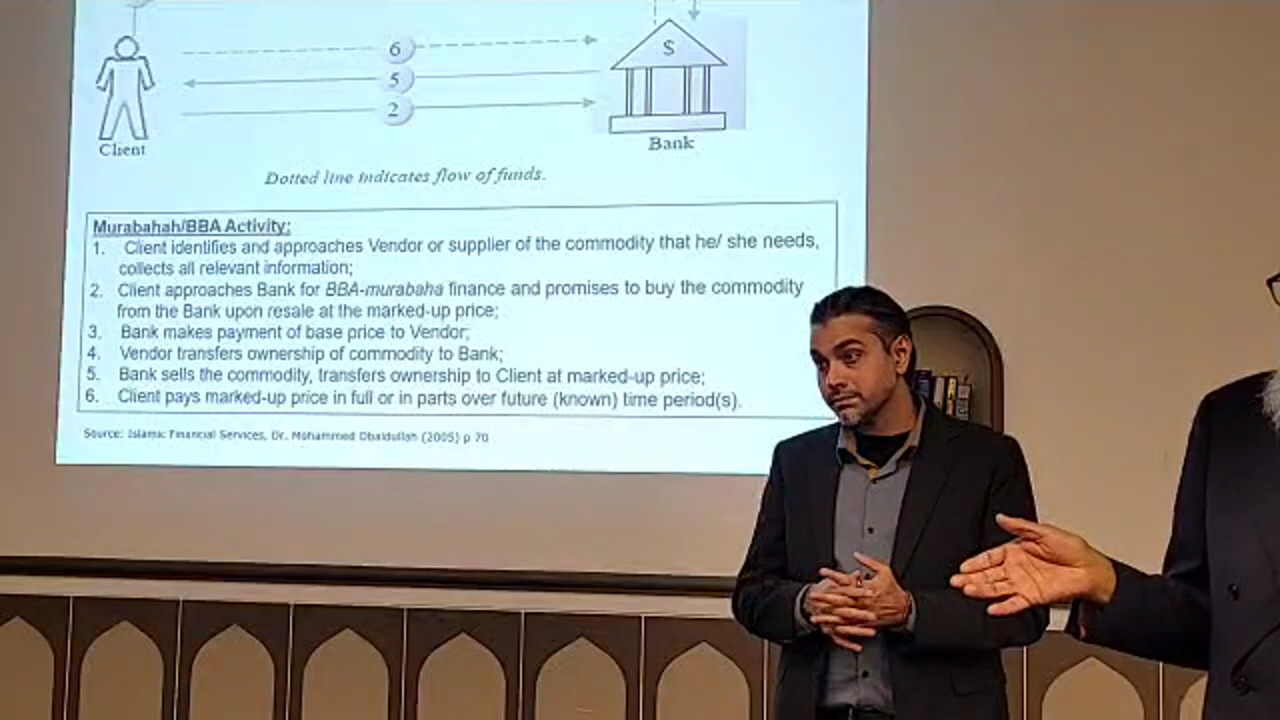 6
$
5
2
Client
Bank
Dotted line indicates flow of funds.
Murabahah/BBA Activity:
1. Client identifies and approaches Vendor or supplier of the commodity that he/ she needs,
collects all relevant information;
2. Client approaches Bank for BBA-murabaha finance and promises to buy the commodity
from the Bank upon resale at the marked-up price;
3. Bank makes payment of base price to Vendor;
4. Vendor transfers ownership of commodity to Bank;
5. Bank sells the commodity, transfers ownership to Client at marked-up price;
6. Client pays marked-up price in full or in parts over future (known) time period(s).
Source: Islamic Financial Services, Dr. Mohammed Obaidullah (2005) p 70